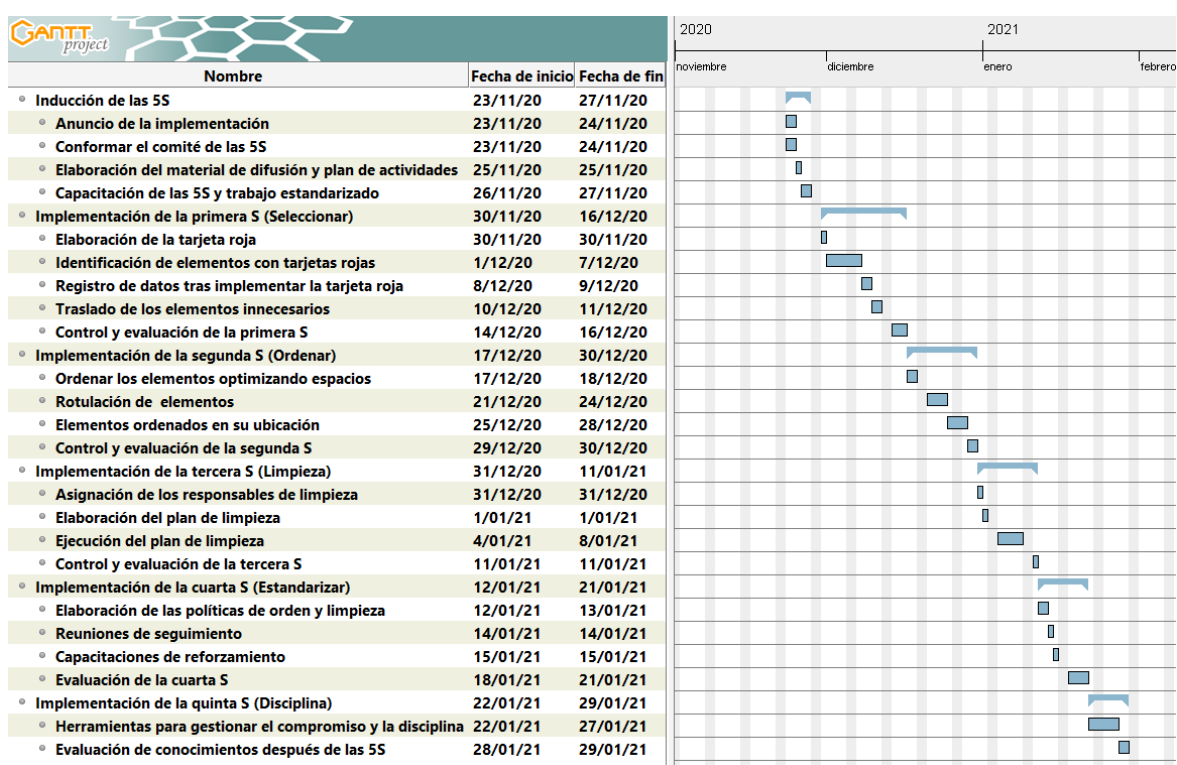 GANTT
project
2020 2021
noviembre diciembre enero febrero
Nombre Fecha de inicio Fecha de fin
Inducción de las 5S 23/11/20 27/11/20
Anuncio de la implementación 23/11/20 24/11/20
Conformar el comité de las 5S 23/11/20 24/11/20
Elaboración del material de difusión y plan de actividades 25/11/20 25/11/20
Capacitación de las 5S y trabajo estandarizado 26/11/20 27/11/20
Implementación de la primera S (Seleccionar) 30/11/20 16/12/20
Elaboración de la tarjeta roja 30/11/20 30/11/20
Identificación de elementos con tarjetas rojas 1/12/20 7/12/20
Registro de datos tras implementar la tarjeta roja 8/12/20 9/12/20
Traslado de los elementos innecesarios 10/12/20 11/12/20
Control y evaluación de la primera S 14/12/20 16/12/20
Implementación de la segunda S (Ordenar) 17/12/20 30/12/20
Ordenar los elementos optimizando espacios 17/12/20 18/12/20
Rotulación de elementos 21/12/20 24/12/20
Elementos ordenados en su ubicación 25/12/20 28/12/20
Control y evaluación de la segunda S 29/12/20 30/12/20
Implementación de la tercera S (Limpieza) 31/12/20 11/01/21
Asignación de los responsables de limpieza 31/12/20 31/12/20
Elaboración del plan de limpieza 1/01/21 1/01/21
Ejecución del plan de limpieza 4/01/21 8/01/21
Control y evaluación de la tercera S 11/01/21 11/01/21
Implementación de la cuarta S (Estandarizar) 12/01/21 21/01/21
Elaboración de las políticas de orden y limpieza 12/01/21 13/01/21
Reuniones de seguimiento 14/01/21 14/01/21
Capacitaciones de reforzamiento 15/01/21 15/01/21
Evaluación de la cuarta S 18/01/21 21/01/21
Implementación de la quinta S (Disciplina) 22/01/21 29/01/21
Herramientas para gestionar el compromiso y la disciplina 22/01/21 27/01/21
Evaluación de conocimientos después de las 5S 28/01/21 29/01/21